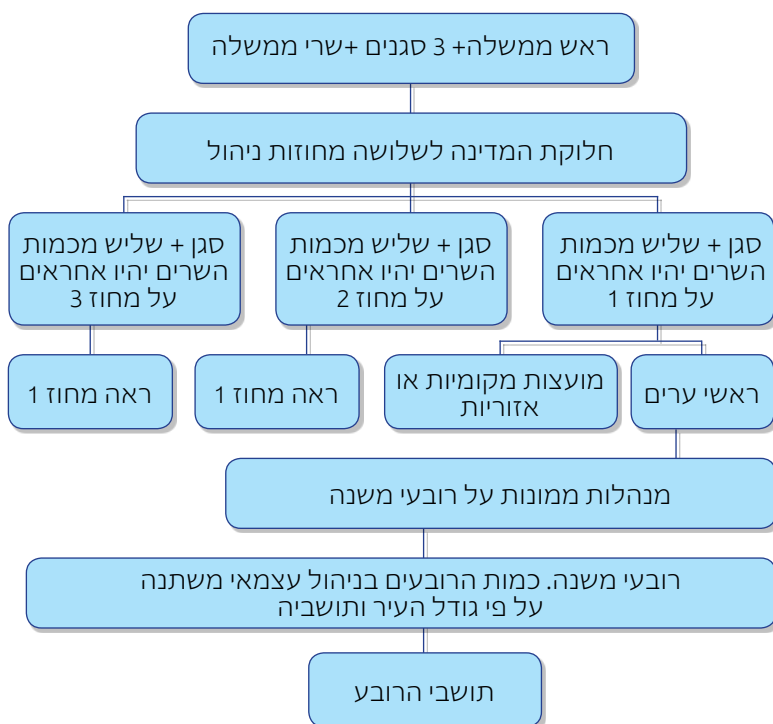 ראש ממשלה+ 3 סגנים +שרי ממשלה
חלוקת המדינה לשלושה מחוזות ניהול
סגן + שליש מכמות
השרים יהיו אחראים
על מחוז 1
סגן + שליש מכמות
השרים יהיו אחראים
על מחוז 2
סגן + שליש מכמות
השרים יהיו אחראים
על מחוז 3
ראשי ערים
מועצות מקומיות או
אזוריות
ראה מחוז 1
ראה מחוז 1
מנהלות ממונות על רובעי משנה
רובעי משנה. כמות הרובעים בניהול עצמאי משתנה
על פי גודל העיר ותושביה
תושבי הרובע